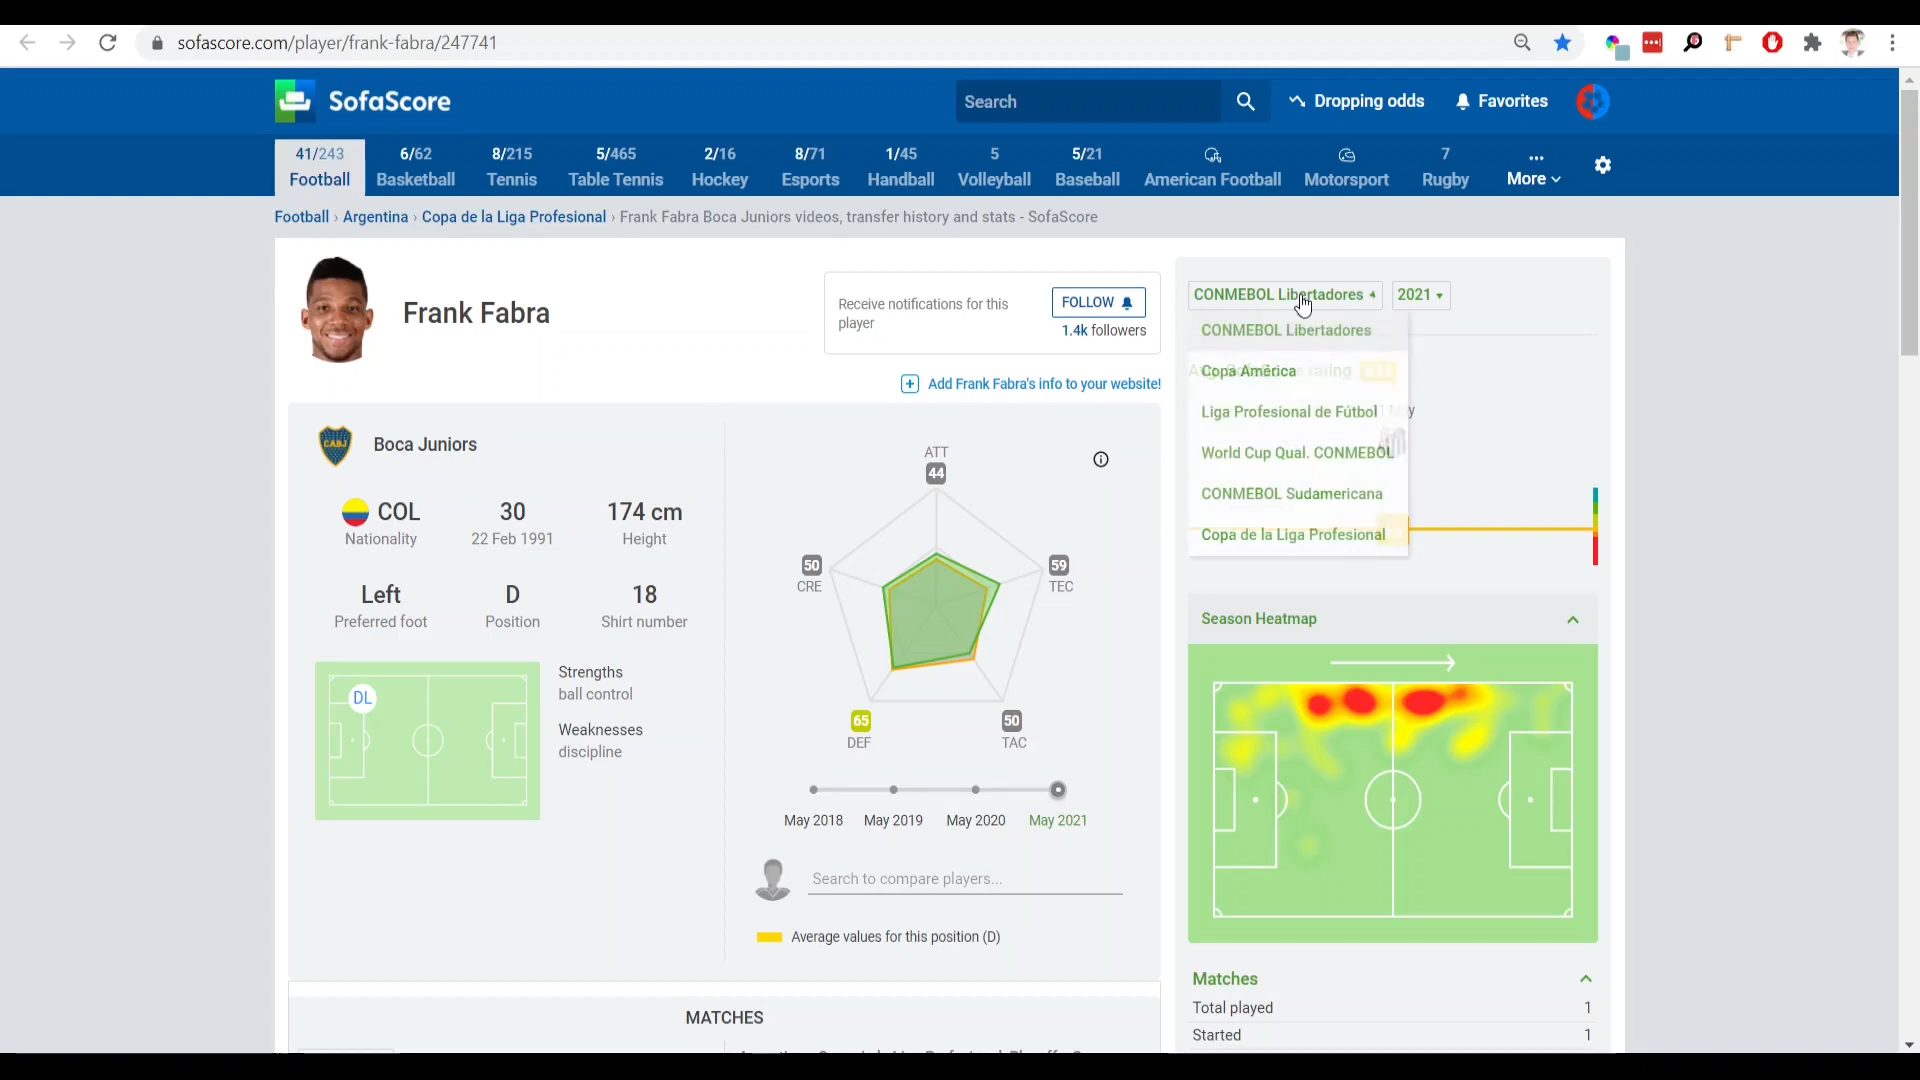 sofascore.com/player/frank-fabra/247741
SofaScore
Search
Dropping odds
Favorites
41/243
6/62
8/215
5/465
2/16
8/71
1/45
5
5/21
7
Football
Basketball
Tennis
Table Tennis
Hockey
Esports
Handball
Volleyball
Baseball
American Football
Motorsport
Rugby
More
Football › Argentina › Copa de la Liga Profesional › Frank Fabra Boca Juniors videos, transfer history and stats - SofaScore
Frank Fabra
Receive notifications for this
player
FOLLOW
1.4k followers
Add Frank Fabra's info to your website!
CABJ
Boca Juniors
COL
Nationality
30
22 Feb 1991
174 cm
Height
Left
Preferred foot
D
Position
18
Shirt number
DL
Strengths
ball control
Weaknesses
discipline
ATT
44
50
CRE
59
TEC
65
DEF
50
TAC
May 2018
May 2019
May 2020
May 2021
Search to compare players...
Average values for this position (D)
MATCHES
CONMEBOL Libertadores
2021
CONMEBOL Libertadores
Copa América
Liga Profesional de Fútbol
World Cup Qual. CONMEBOL
CONMEBOL Sudamericana
Copa de la Liga Profesional
Season Heatmap
Matches
Total played 1
Started 1